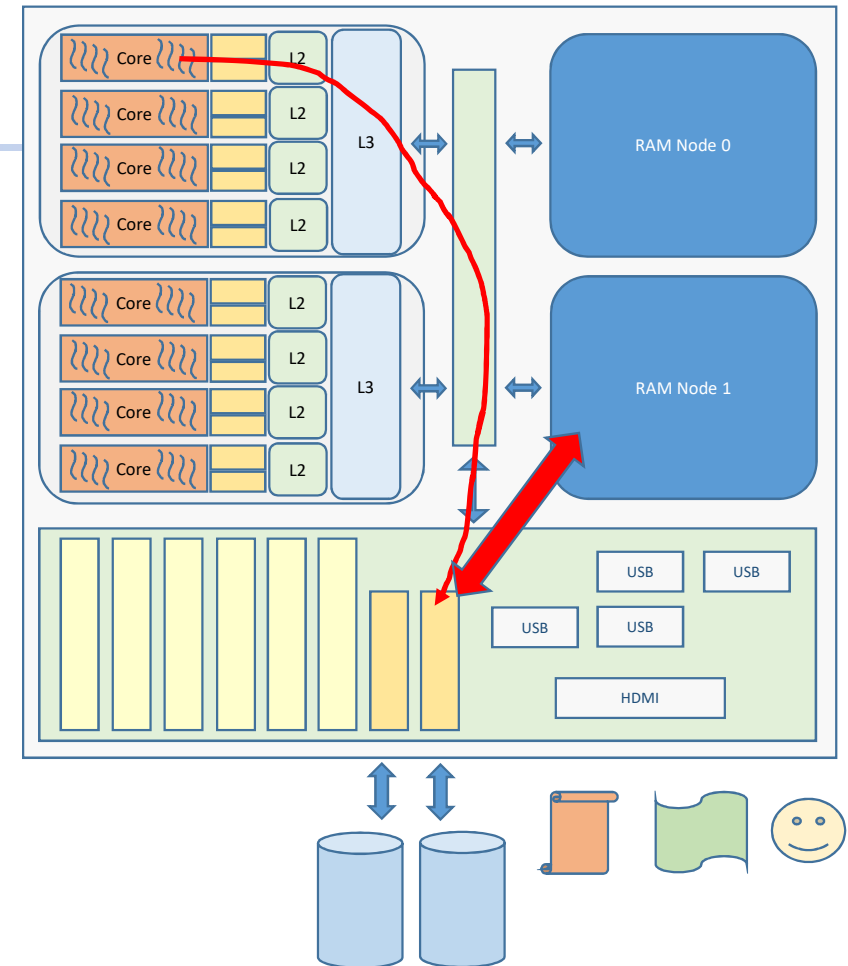 Core
L2
Core
L2
Core
L2
Core
L2
L3
RAM Node 0
Core
L2
Core
L2
Core
L2
Core
L2
L3
RAM Node 1
USB
USB
USB
USB
HDMI